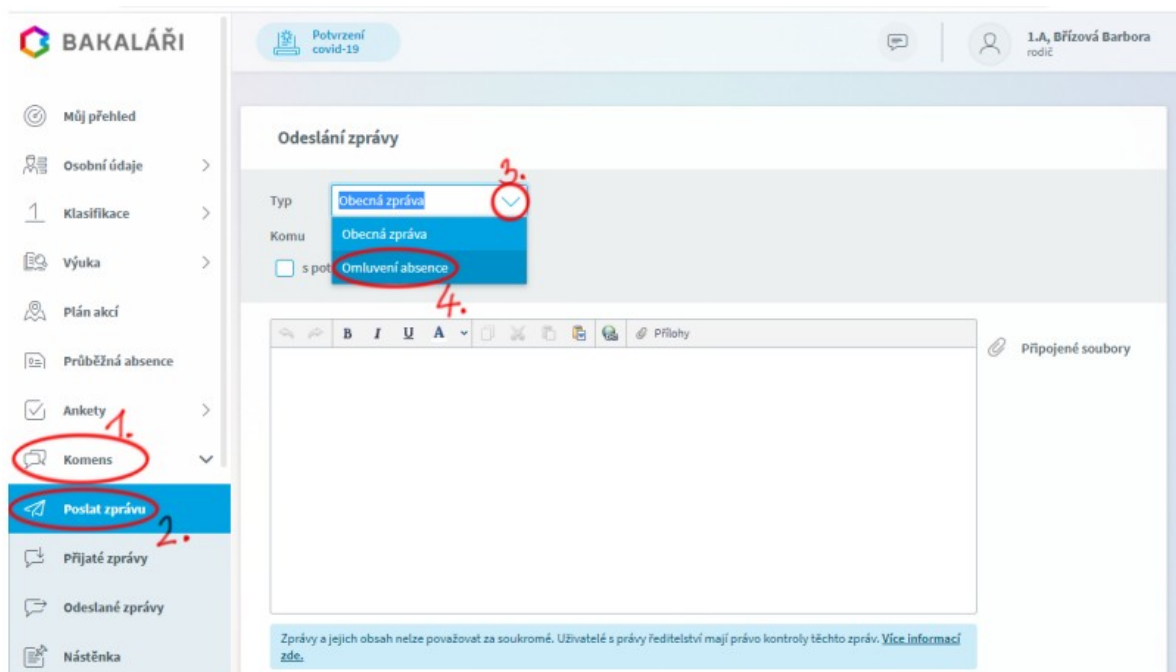 BAKALÁŘI
Potvrzení
covid-19
1.A, Břízová Barbora
rodič
Můj přehled
Osobní údaje
Klasifikace
Výuka
Plán akcí
Průběžná absence
Ankety
1.
Komens
Poslat zprávu
2.
Přijaté zprávy
Odeslané zprávy
Nástěnka
Odeslání zprávy
3.
Typ
Obecná zpráva
Komu
Obecná zpráva
s pot
Omluvení absence
4.
B I U A
Přílohy
Připojené soubory
Zprávy a jejich obsah nelze považovat za soukromé. Uživatelé s právy ředitelství mají právo kontroly těchto zpráv. Více informací
zde.